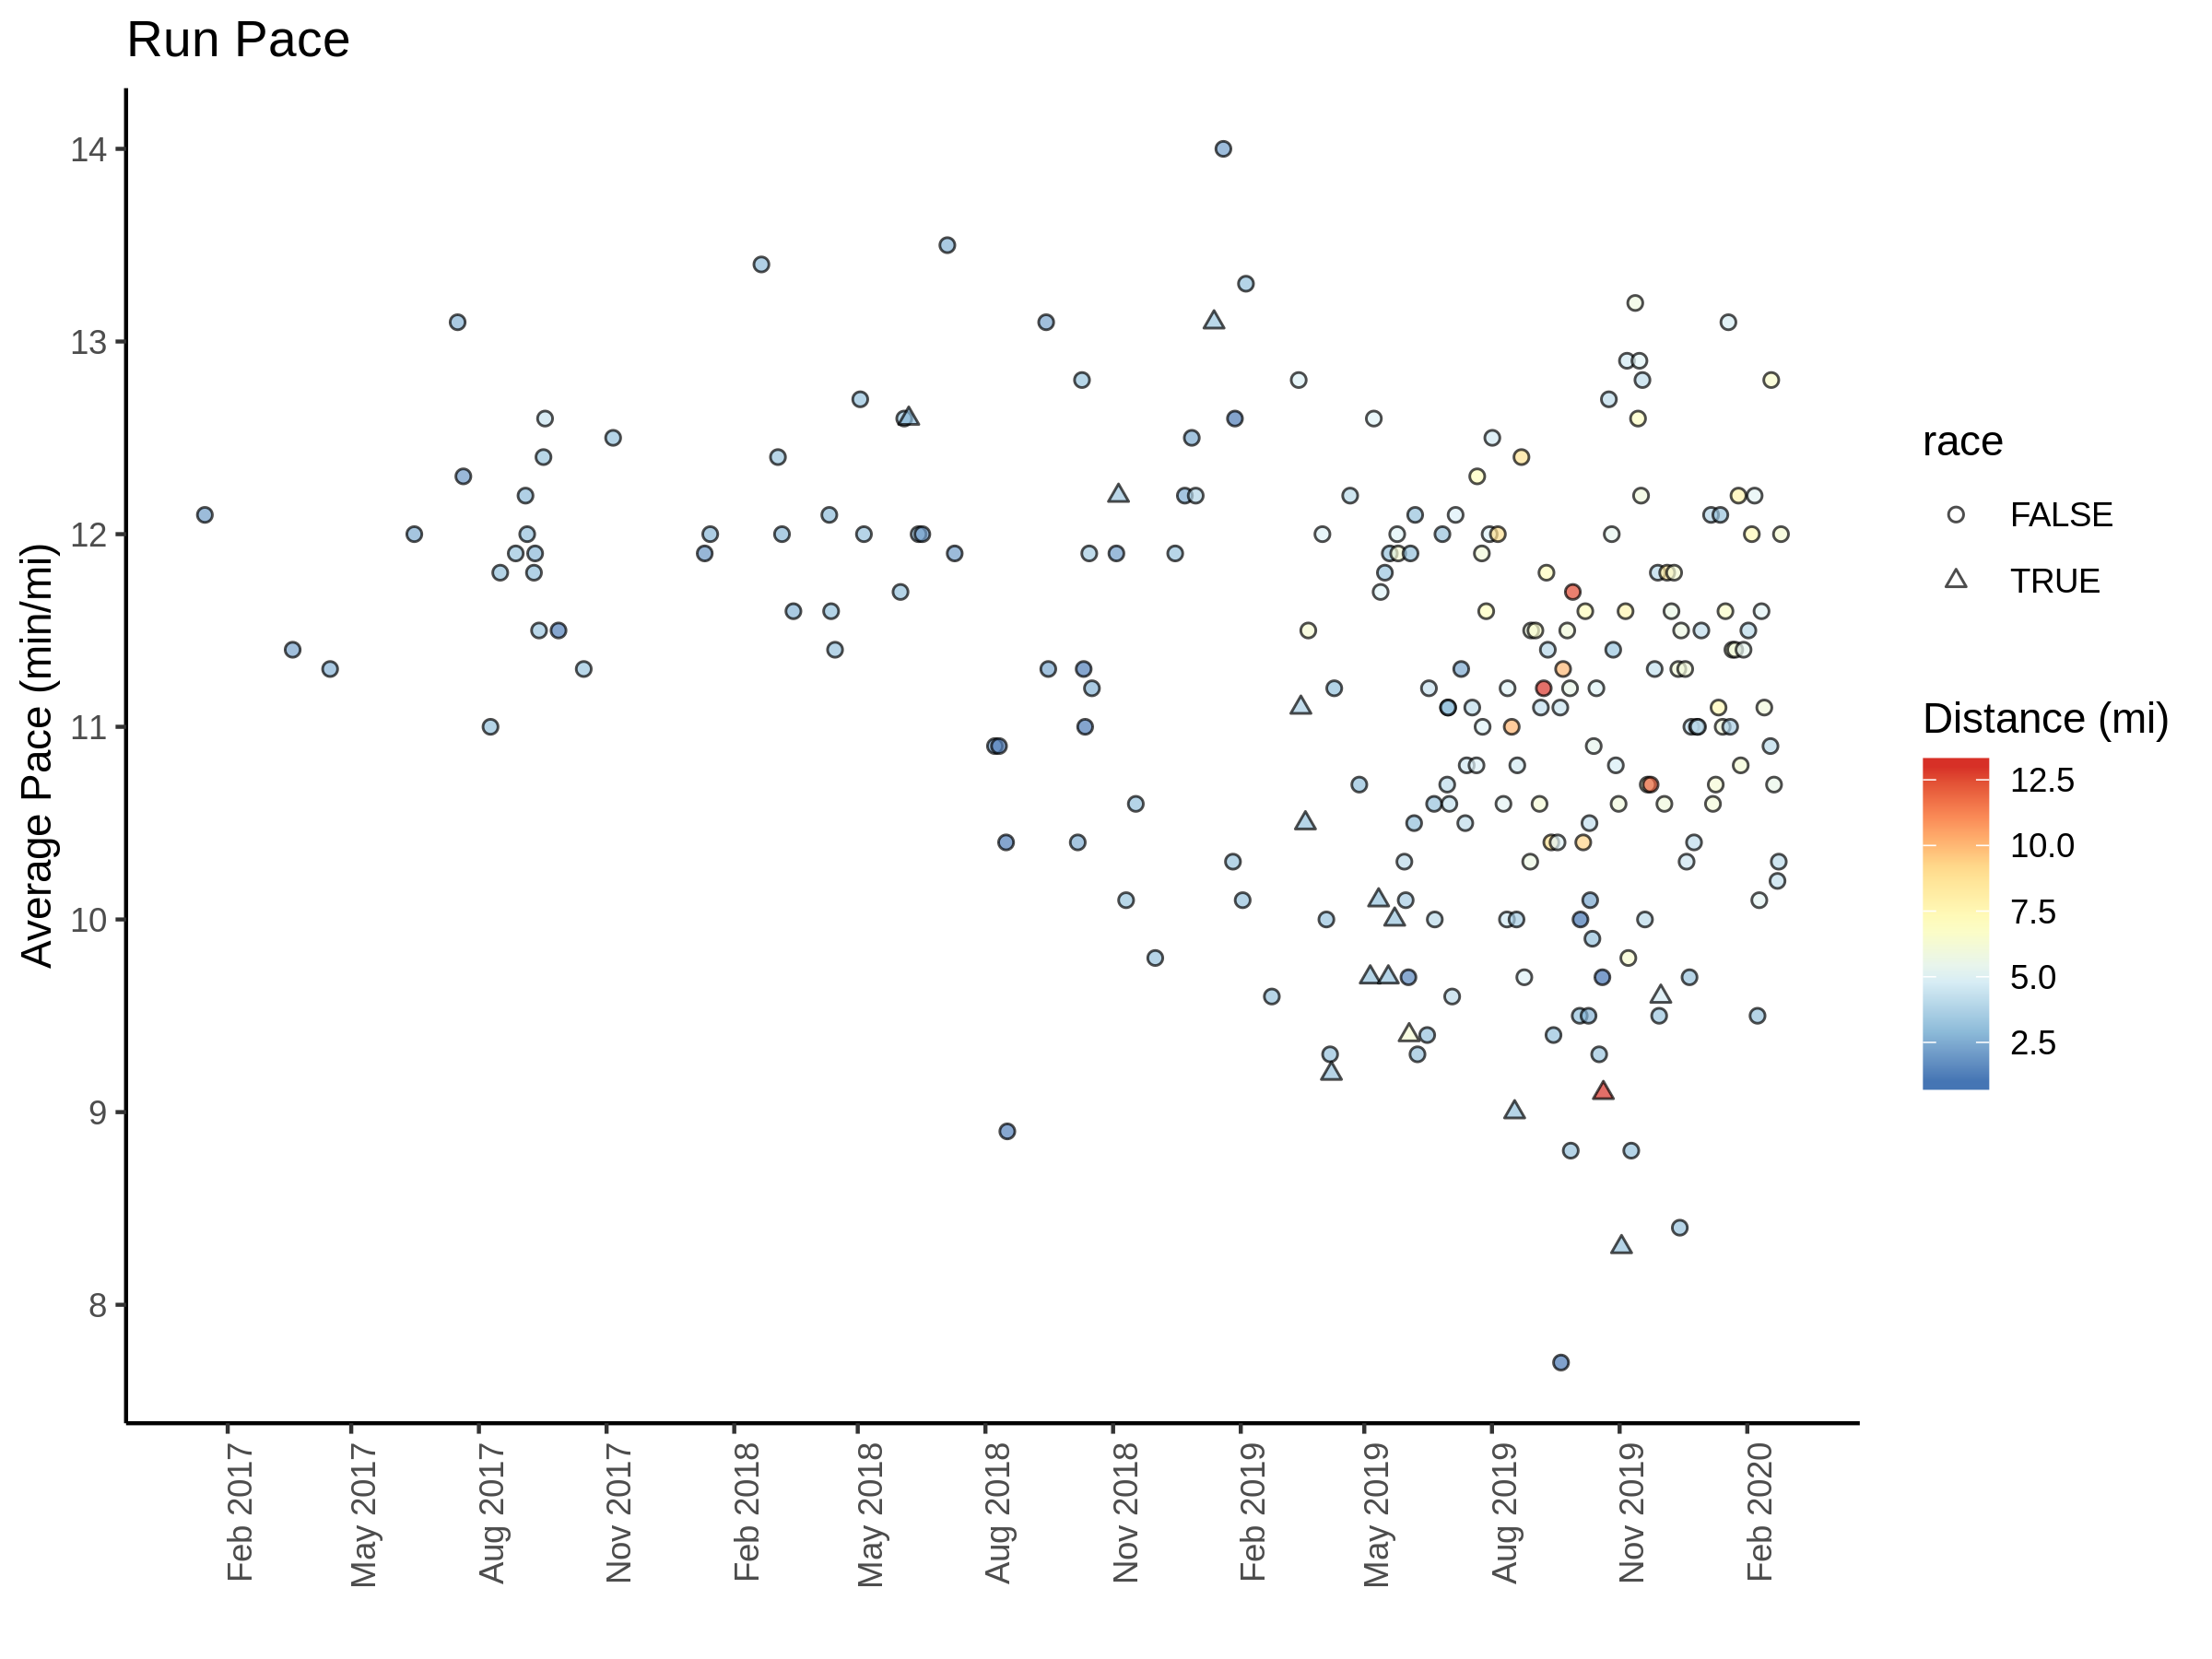 Run Pace
Average Pace (min/mi)
14
13
12
11
10
9
8
Feb 2017
May 2017
Aug 2017
Nov 2017
Feb 2018
May 2018
Aug 2018
Nov 2018
Feb 2019
May 2019
Aug 2019
Nov 2019
Feb 2020
race
FALSE
TRUE
Distance (mi)
12.5
10.0
7.5
5.0
2.5